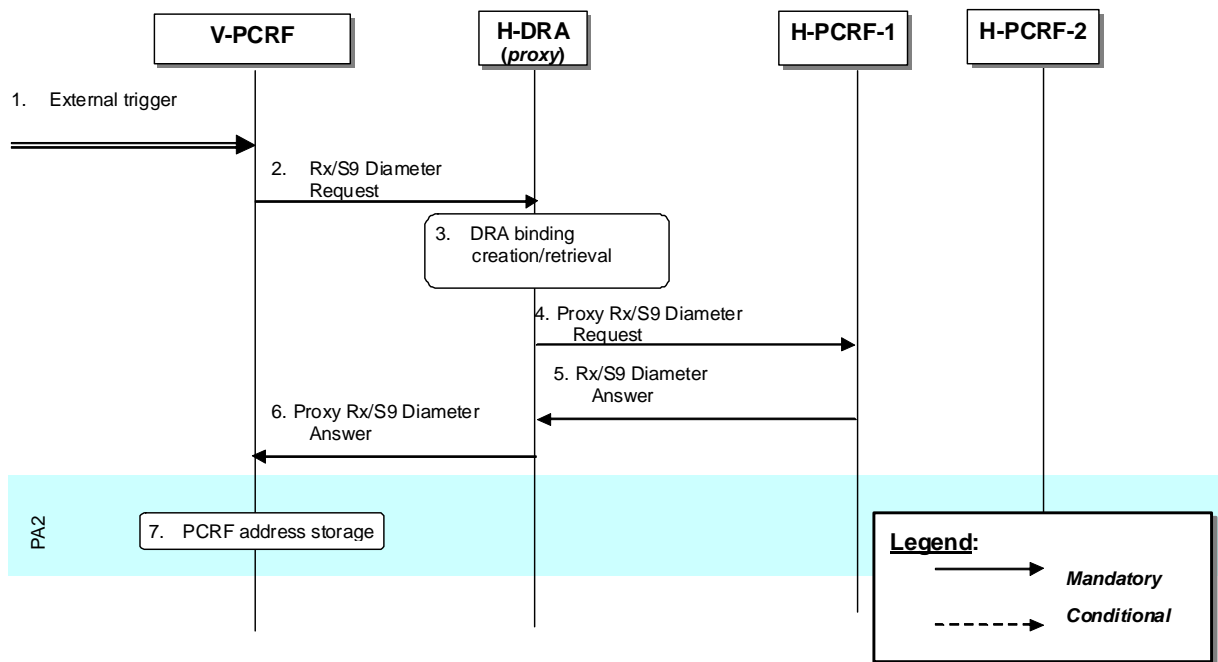 V-PCRF
H-DRA
(proxy)
H-PCRF-1
H-PCRF-2
1. External trigger
2. Rx/S9 Diameter
Request
3. DRA binding
creation/retrieval
4. Proxy Rx/S9 Diameter
Request
5. Rx/S9 Diameter
Answer
6. Proxy Rx/S9 Diameter
Answer
PA2
7. PCRF address storage
Legend:
Mandatory
Conditional